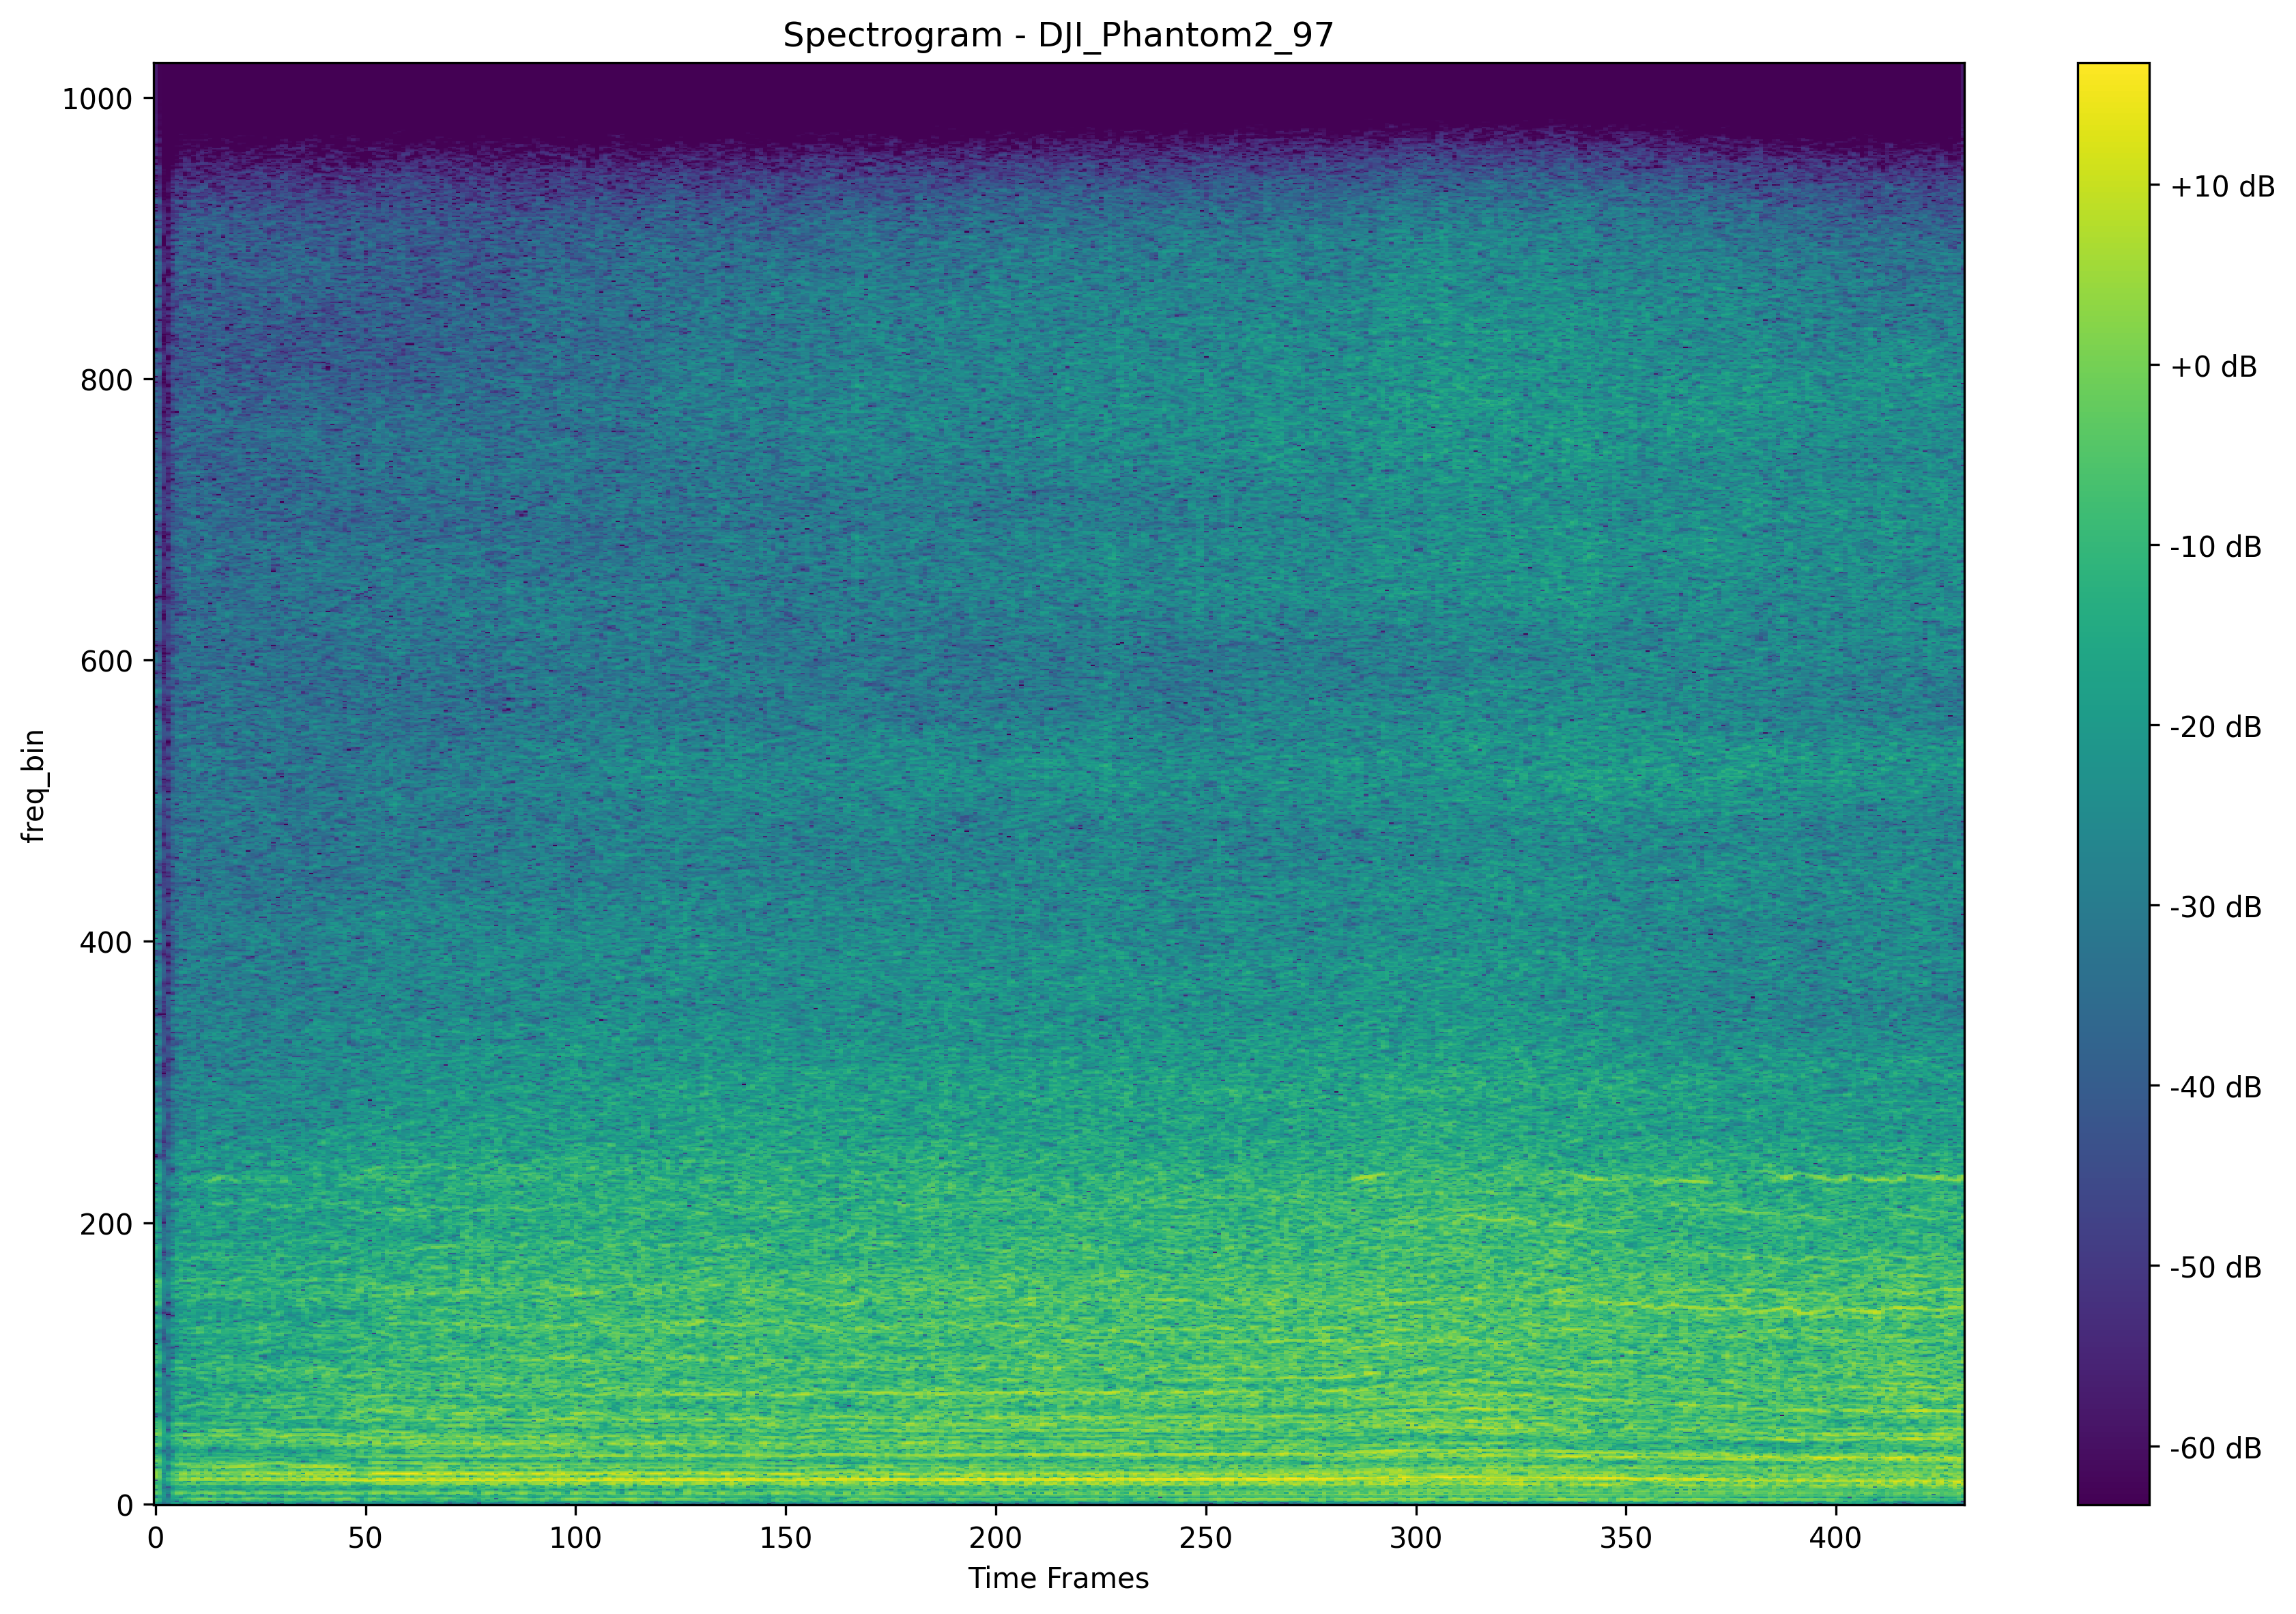 Spectrogram - DJI_Phantom2_97
1000
800
600
400
200
0
freq_bin
0 50 100 150 200 250 300 350 400
Time Frames
+10 dB
+0 dB
-10 dB
-20 dB
-30 dB
-40 dB
-50 dB
-60 dB